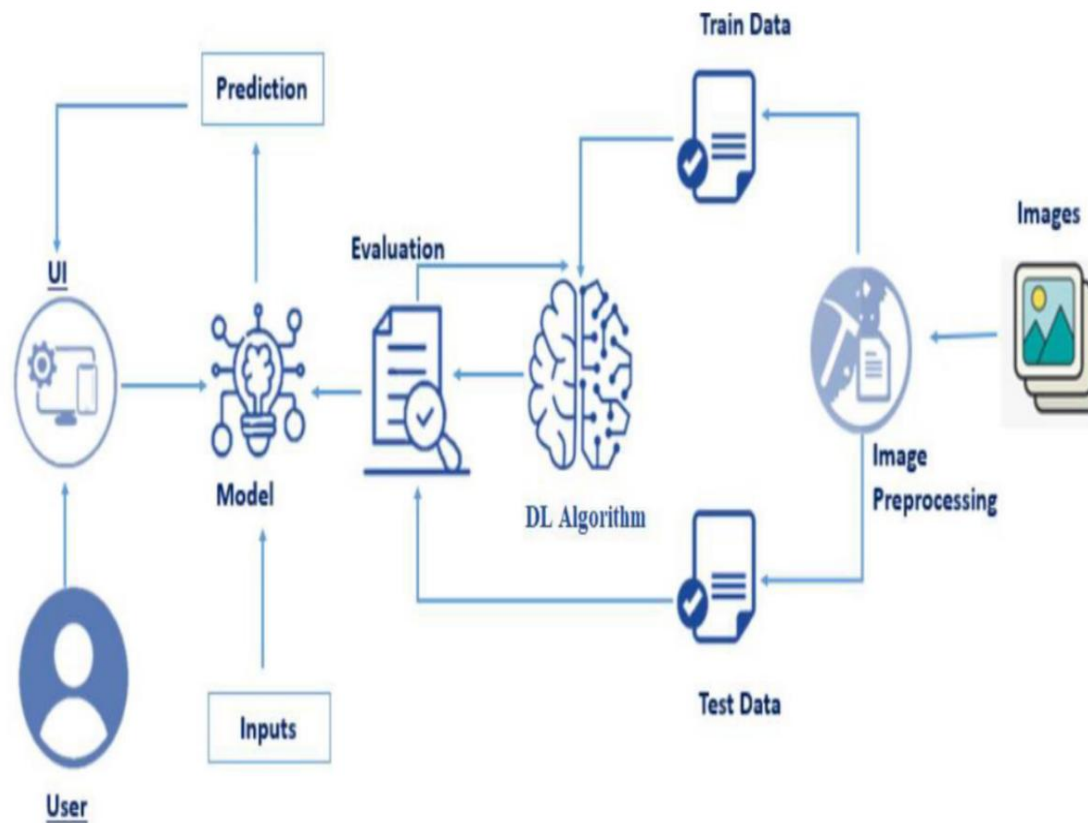 Train Data
Prediction
Images
Evaluation
UI
Image
Preprocessing
Model
DL Algorithm
Test Data
Inputs
User